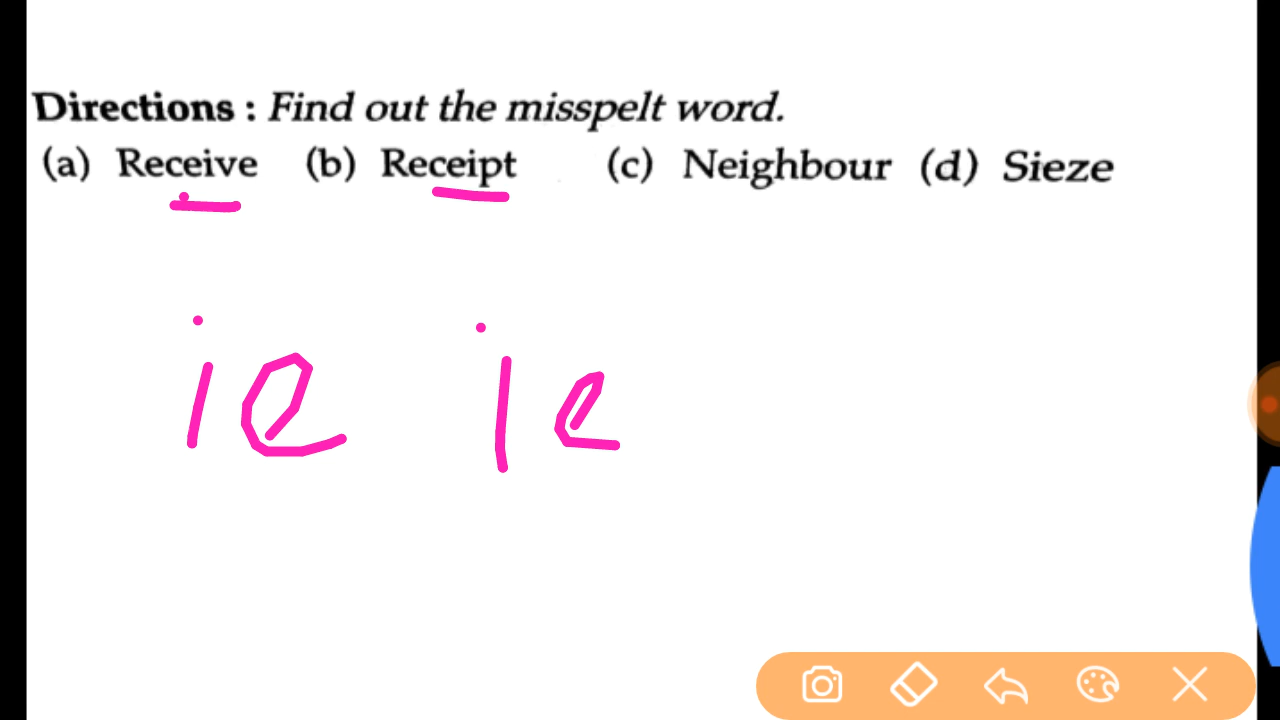 Directions : Find out the misspelt word.
(a) Receive (b) Receipt (c) Neighbour (d) Sieze
ie ie